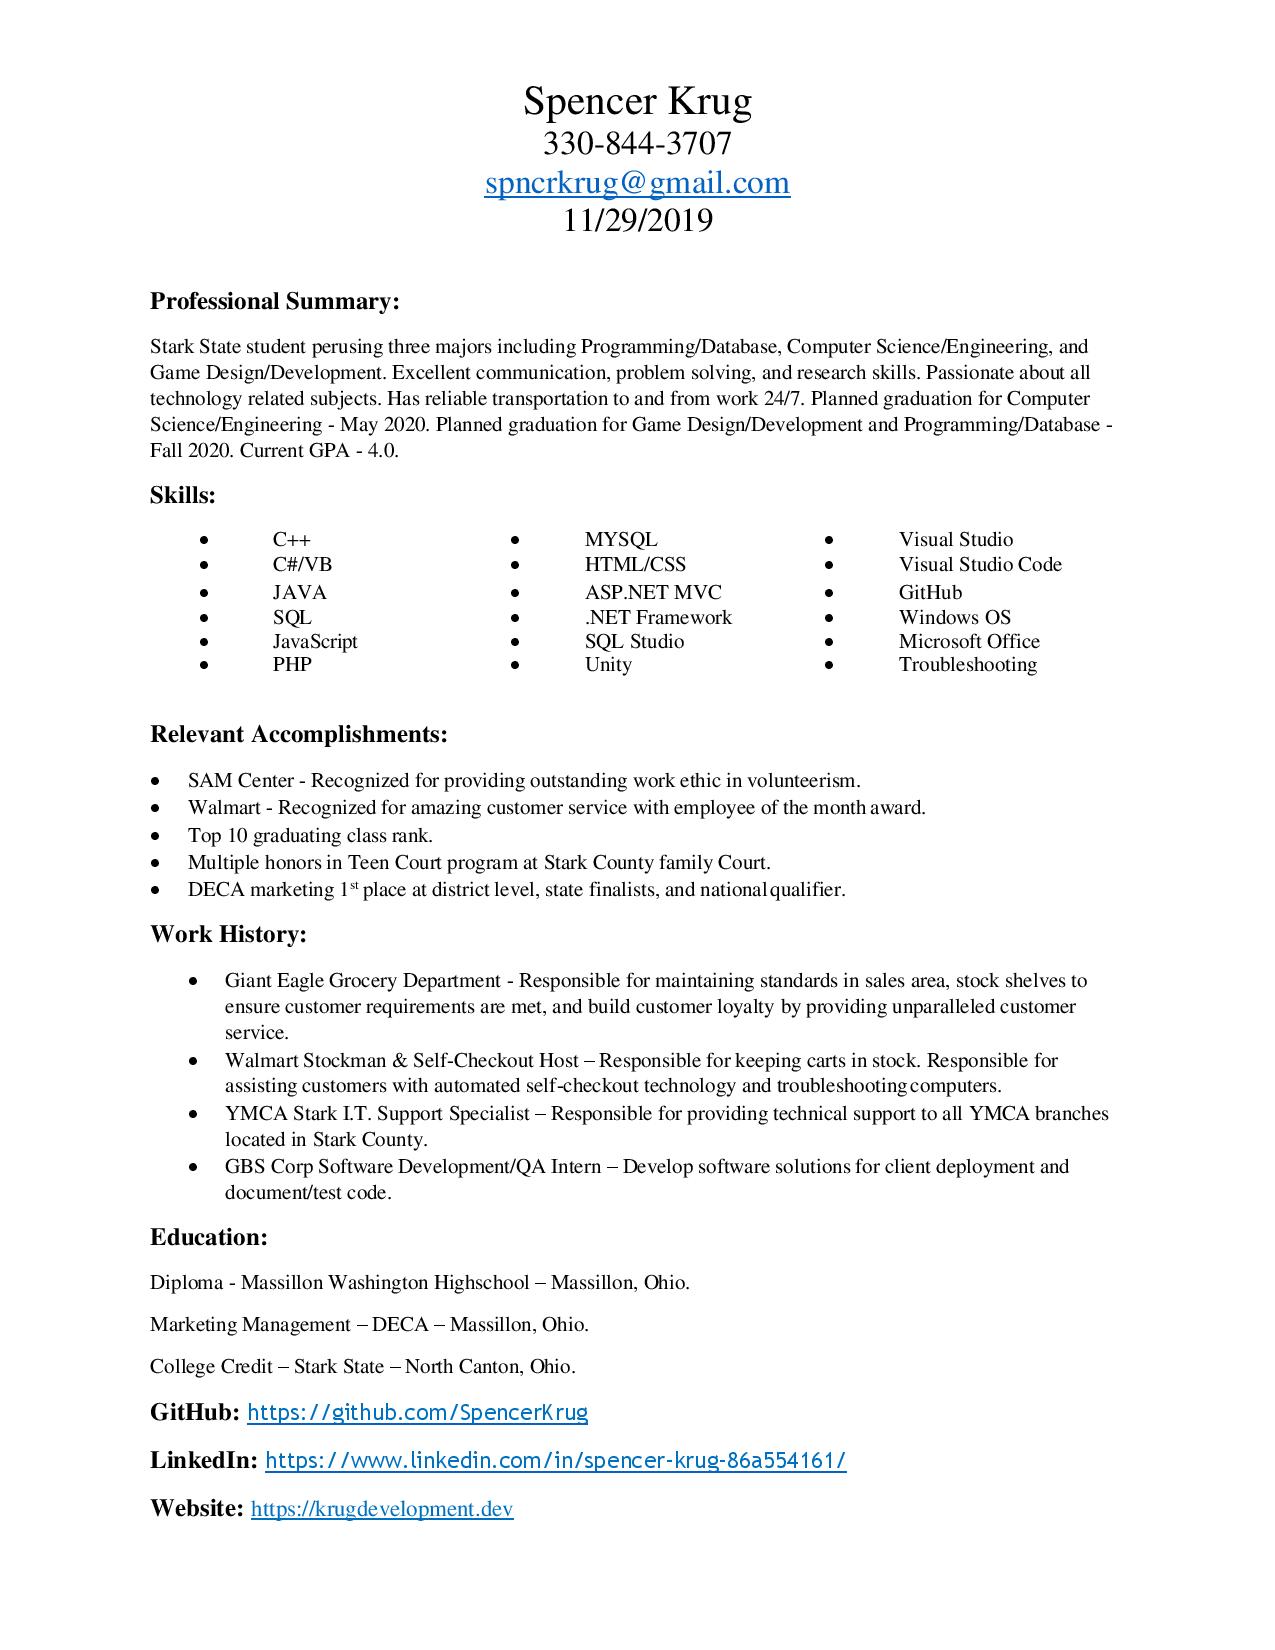 Spencer Krug
330-844-3707
spncrkrug@gmail.com
11/29/2019
Professional Summary:
Stark State student perusing three majors including Programming/Database, Computer Science/Engineering, and
Game Design/Development. Excellent communication, problem solving, and research skills. Passionate about all
technology related subjects. Has reliable transportation to and from work 24/7. Planned graduation for Computer
Science/Engineering - May 2020. Planned graduation for Game Design/Development and Programming/Database -
Fall 2020. Current GPA - 4.0.
Skills:
• C++ • MYSQL • Visual Studio
• C#/VB • HTML/CSS • Visual Studio Code
• JAVA • ASP.NET MVC • GitHub
• SQL • .NET Framework • Windows OS
• JavaScript • SQL Studio • Microsoft Office
• PHP • Unity • Troubleshooting
Relevant Accomplishments:
• SAM Center - Recognized for providing outstanding work ethic in volunteerism.
• Walmart - Recognized for amazing customer service with employee of the month award.
• Top 10 graduating class rank.
• Multiple honors in Teen Court program at Stark County family Court.
• DECA marketing 1st place at district level, state finalists, and national qualifier.
Work History:
• Giant Eagle Grocery Department - Responsible for maintaining standards in sales area, stock shelves to
ensure customer requirements are met, and build customer loyalty by providing unparalleled customer
service.
• Walmart Stockman & Self-Checkout Host – Responsible for keeping carts in stock. Responsible for
assisting customers with automated self-checkout technology and troubleshooting computers.
• YMCA Stark I.T. Support Specialist – Responsible for providing technical support to all YMCA branches
located in Stark County.
• GBS Corp Software Development/QA Intern – Develop software solutions for client deployment and
document/test code.
Education:
Diploma - Massillon Washington Highschool – Massillon, Ohio.
Marketing Management – DECA – Massillon, Ohio.
College Credit – Stark State – North Canton, Ohio.
GitHub: https://github.com/SpencerKrug
LinkedIn: https://www.linkedin.com/in/spencer-krug-86a554161/
Website: https://krugdevelopment.dev